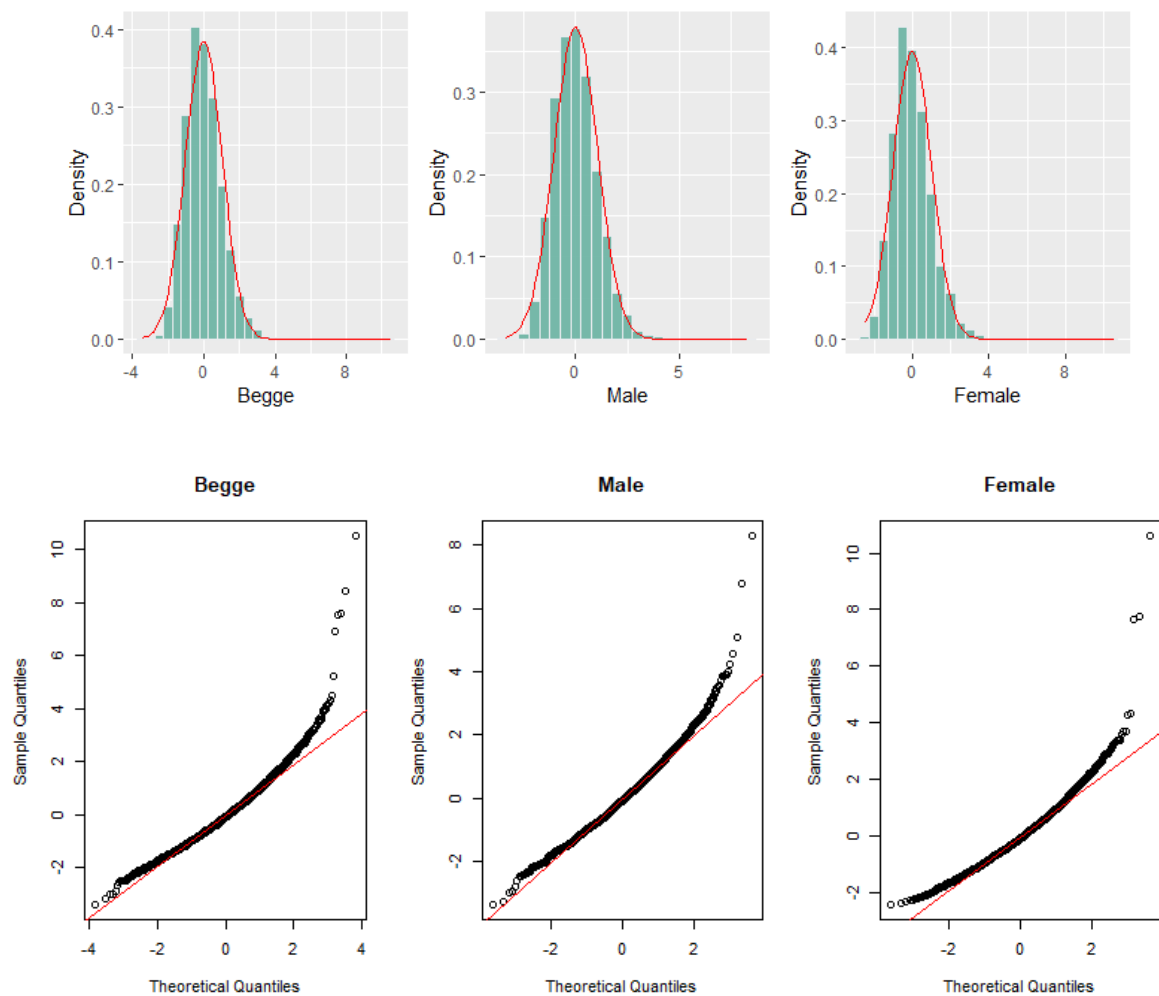 0.4
0.3
0.2
0.1
0.0
Density
-4 0 4 8
Begge
0.3
0.2
0.1
0.0
Density
0 5
Male
0.4
0.3
0.2
0.1
0.0
Density
0 4 8
Female
Begge
10
8
6
4
2
0
-2
Sample Quantiles
-4 -2 0 2 4
Theoretical Quantiles
Male
8
6
4
2
0
-2
Sample Quantiles
-2 0 2
Theoretical Quantiles
Female
10
8
6
4
2
0
-2
Sample Quantiles
-2 0 2
Theoretical Quantiles